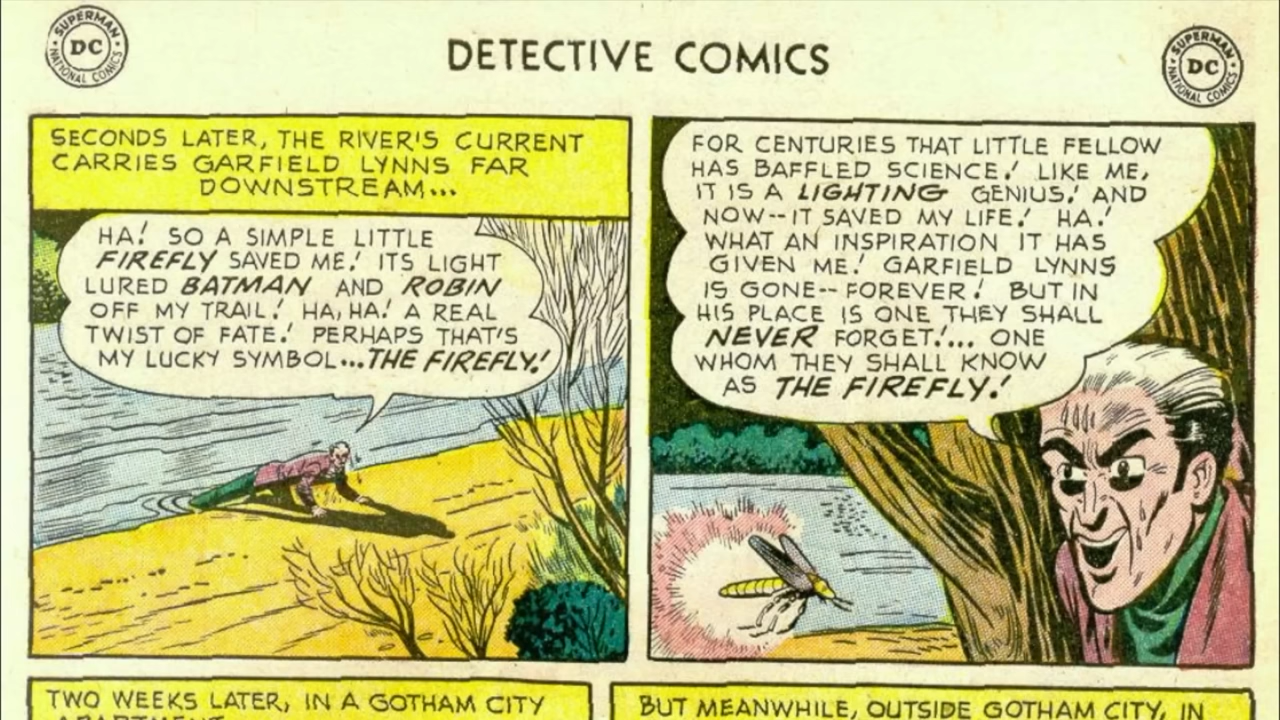 SUPERMAN
DC
NATIONAL COMICS
DETECTIVE COMICS
SUPERMAN
DC
NATIONAL COMICS
SECONDS LATER, THE RIVER'S CURRENT
CARRIES GARFIELD LYNNS FAR
DOWNSTREAM...
HA! SO A SIMPLE LITTLE
FIREFLY SAVED ME! ITS LIGHT
LURED BATMAN AND ROBIN
OFF MY TRAIL! HA, HA! A REAL
TWIST OF FATE! PERHAPS THAT'S
MY LUCKY SYMBOL...THE FIREFLY!
FOR CENTURIES THAT LITTLE FELLOW
HAS BAFFLED SCIENCE! LIKE ME,
IT IS A LIGHTING GENIUS! AND
NOW--IT SAVED MY LIFE! HA!
WHAT AN INSPIRATION IT HAS
GIVEN ME! GARFIELD LYNNS
IS GONE--FOREVER! BUT IN
HIS PLACE IS ONE THEY SHALL
NEVER FORGET!... ONE
WHOM THEY SHALL KNOW
AS THE FIREFLY!
TWO WEEKS LATER, IN A GOTHAM CITY
APARTMENT
BUT MEANWHILE, OUTSIDE GOTHAM CITY, IN